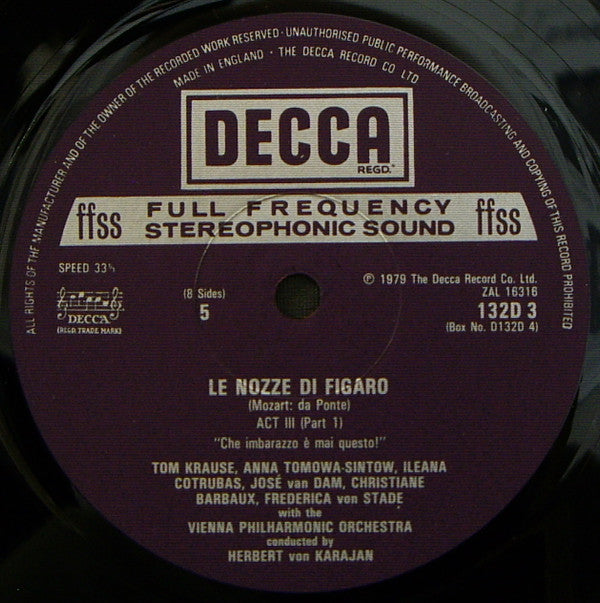 ALL RIGHTS OF THE MANUFACTURER AND OF THE OWNER OF THE RECORDED WORK RESERVED · UNAUTHORISED PUBLIC PERFORMANCE BROADCASTING AND COPYING OF THIS RECORD PROHIBITED
MADE IN ENGLAND · THE DECCA RECORD CO LTD
DECCA
REGD.
ffss FULL FREQUENCY STEREOPHONIC SOUND ffss
SPEED 33⅓
℗ 1979 The Decca Record Co. Ltd.
ZAL 16316
(8 Sides)
5
132D 3
(Box No. D132D 4)
DECCA
(REGD. TRADE MARK)
LE NOZZE DI FIGARO
(Mozart: da Ponte)
ACT III (Part 1)
"Che imbarazzo è mai questo!"
TOM KRAUSE, ANNA TOMOWA-SINTOW, ILEANA
COTRUBAS, JOSÉ van DAM, CHRISTIANE
BARBAUX, FREDERICA von STADE
with the
VIENNA PHILHARMONIC ORCHESTRA
conducted by
HERBERT von KARAJAN